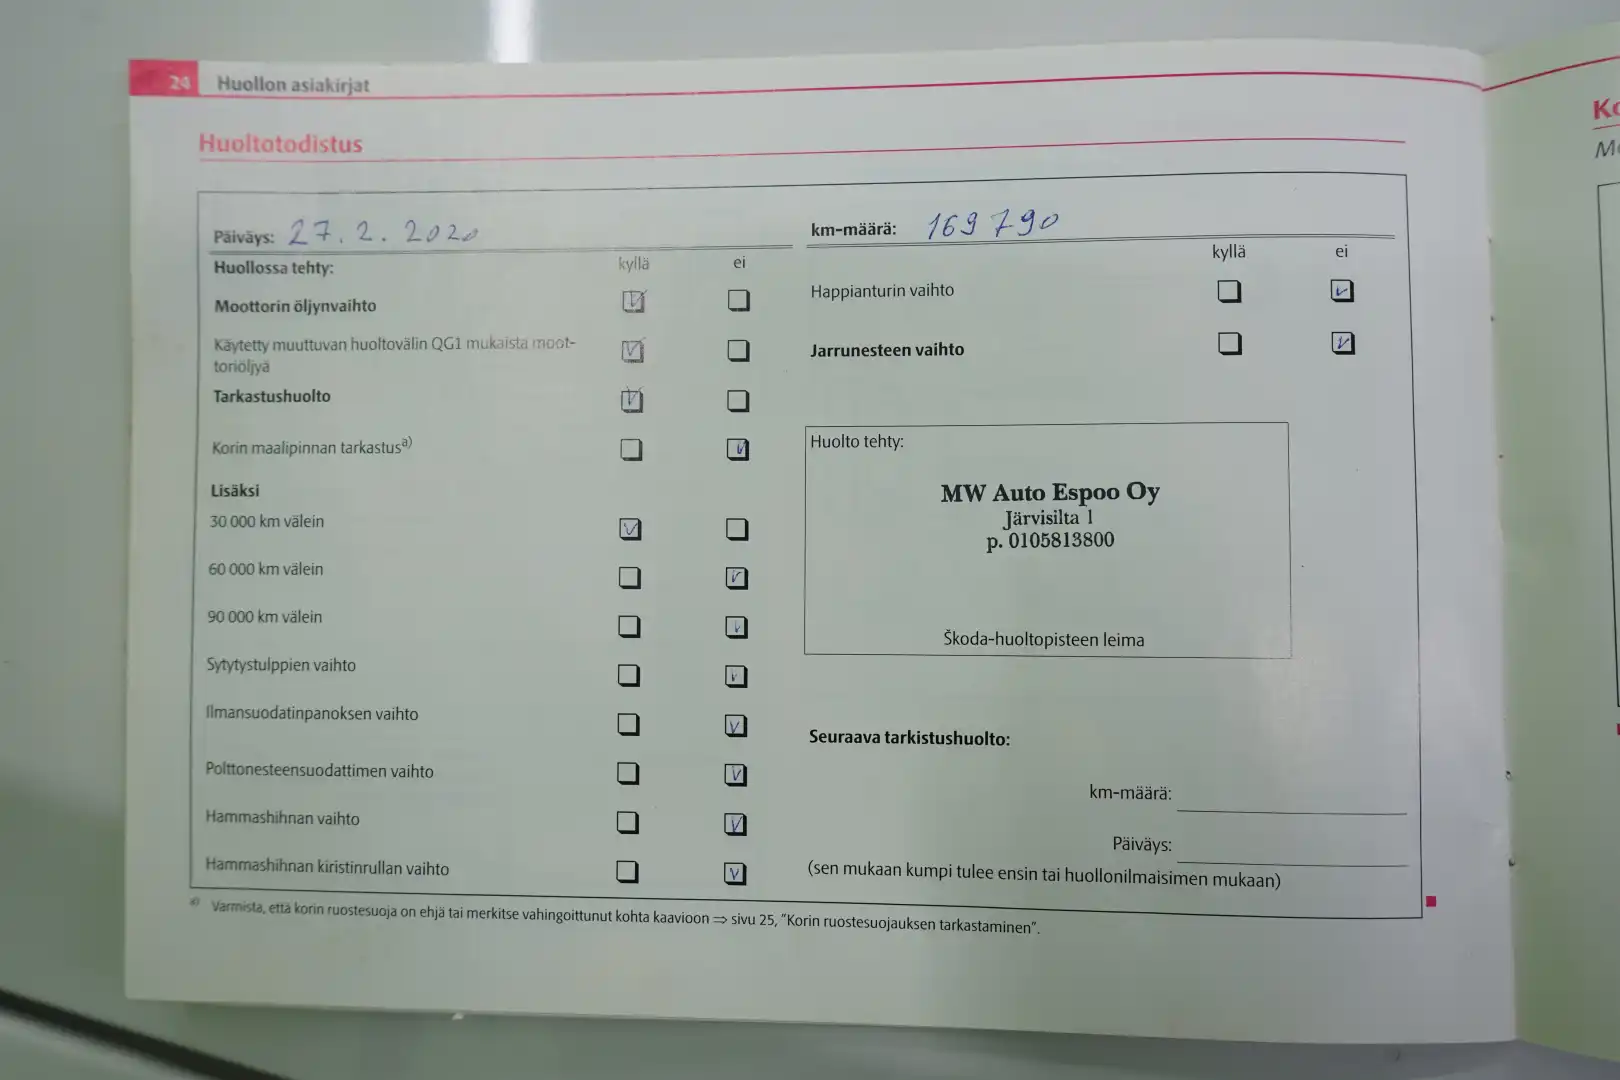 24 Huollon asiakirjat
Huoltotodistus
Päiväys: 27. 2. 2020
Huollossa tehty: kyllä ei
Moottorin öljynvaihto
Käytetty muuttuvan huoltovälin QG1 mukaista moot-
toriöljyä
Tarkastushuolto
Korin maalipinnan tarkastus a)
Lisäksi
30 000 km välein
60 000 km välein
90 000 km välein
Sytytystulppien vaihto
Ilmansuodatinpanoksen vaihto
Polttonesteensuodattimen vaihto
Hammashihnan vaihto
Hammashihnan kiristinrullan vaihto
km-määrä: 169 790
kyllä ei
Happianturin vaihto
Jarrunesteen vaihto
Huolto tehty:
MW Auto Espoo Oy
Järvisilta 1
p. 0105813800
Škoda-huoltopisteen leima
Seuraava tarkistushuolto:
km-määrä:
Päiväys:
(sen mukaan kumpi tulee ensin tai huollonilmaisimen mukaan)
a) Varmista, että korin ruostesuoja on ehjä tai merkitse vahingoittunut kohta kaavioon ⇒ sivu 25, "Korin ruostesuojauksen tarkastaminen".